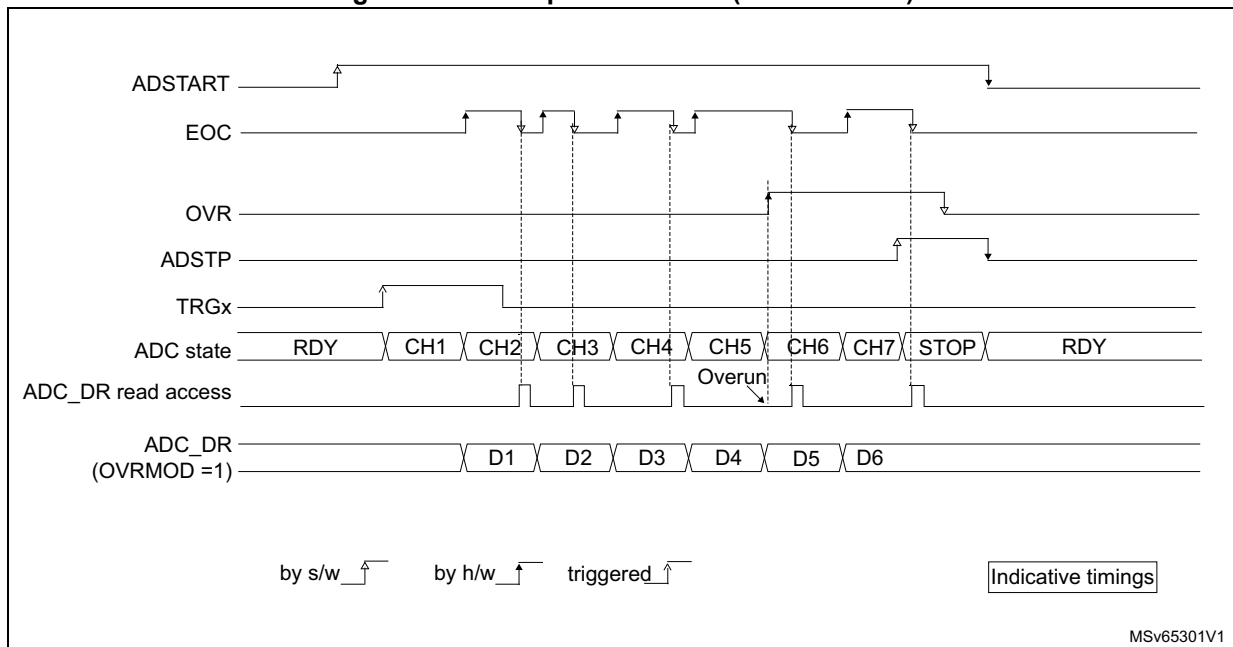 ADSTART
EOC
OVR
ADSTP
TRGx
ADC state RDY CH1 CH2 CH3 CH4 CH5 CH6 CH7 STOP RDY
Overun
ADC_DR read access
ADC_DR
(OVRMOD =1) D1 D2 D3 D4 D5 D6
by s/w by h/w triggered Indicative timings
MSv65301V1